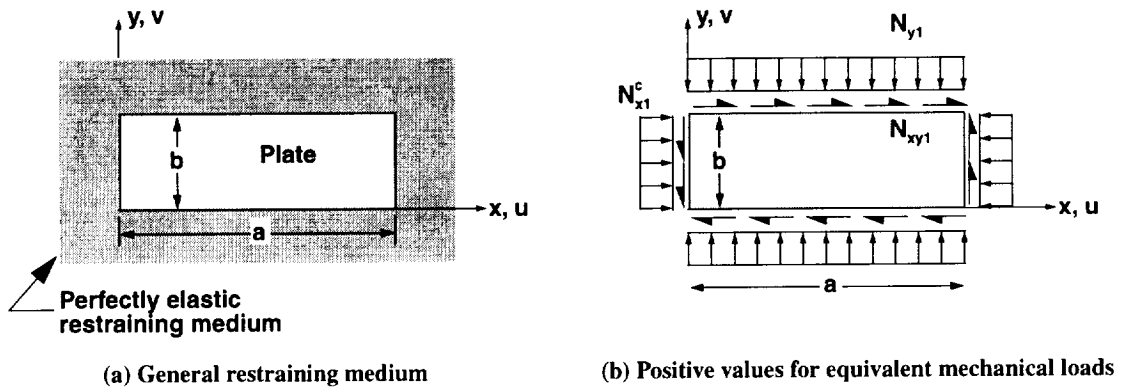 y, v
b
Plate
x, u
a
Perfectly elastic
restraining medium
(a) General restraining medium
y, v
N_y1
N^c_x1
N_xy1
b
x, u
a
(b) Positive values for equivalent mechanical loads